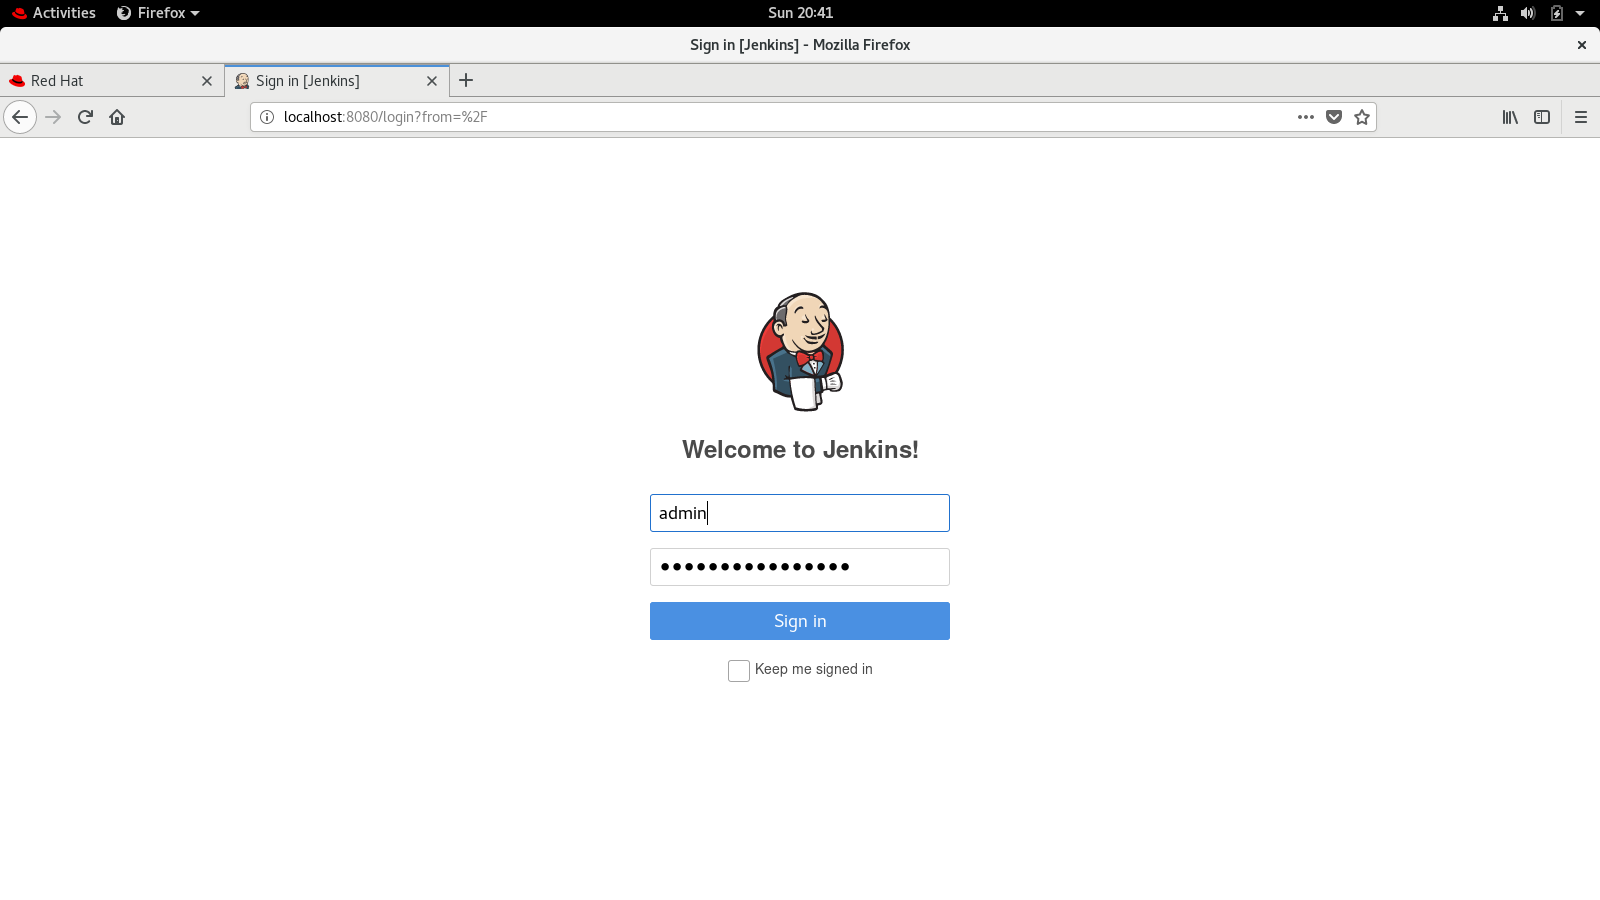 Activities Firefox Sun 20:41
Sign in [Jenkins] - Mozilla Firefox
Red Hat Sign in [Jenkins]
localhost:8080/login?from=%2F
Welcome to Jenkins!
admin
●●●●●●●●●●●●●●●●
Sign in
Keep me signed in